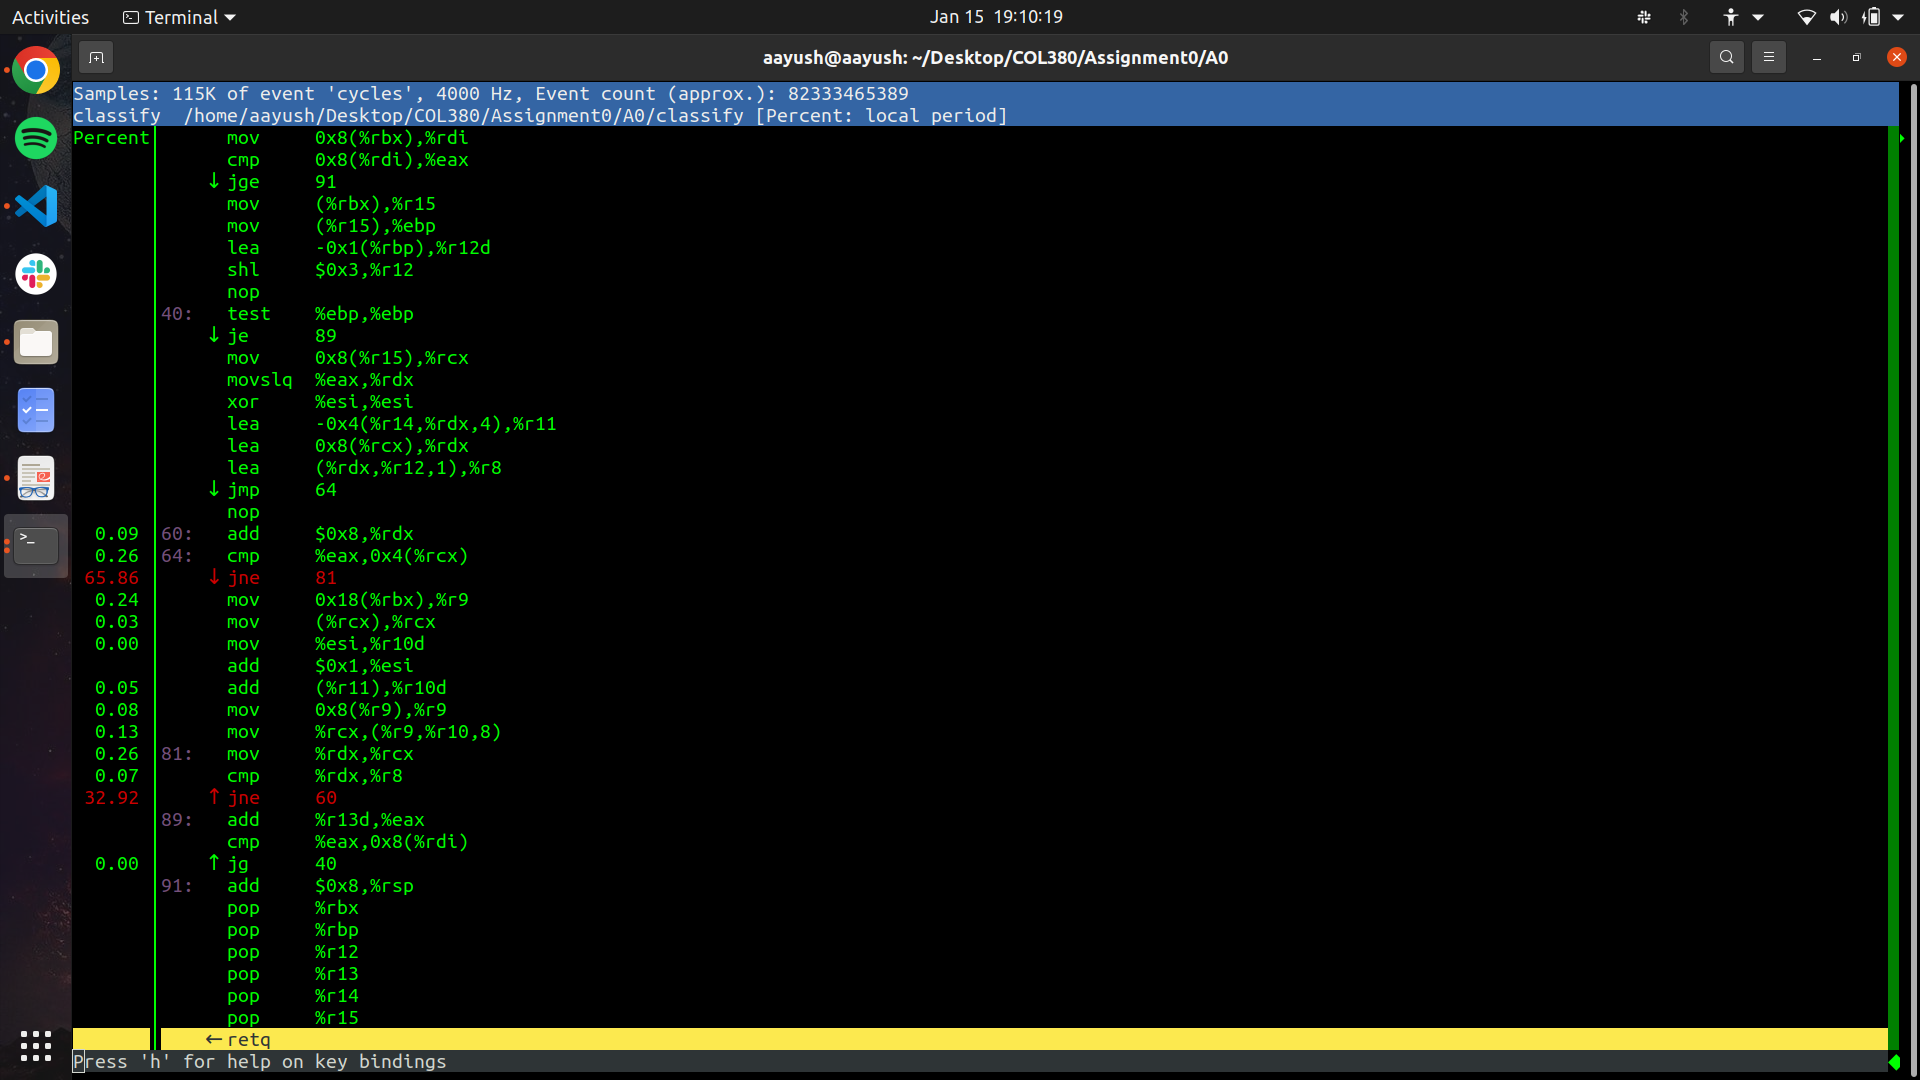 Activities Terminal Jan 15 19:10:19
aayush@aayush: ~/Desktop/COL380/Assignment0/A0
Samples: 115K of event 'cycles', 4000 Hz, Event count (approx.): 82333465389
classify /home/aayush/Desktop/COL380/Assignment0/A0/classify [Percent: local period]
Percent mov 0x8(%rbx),%rdi
cmp 0x8(%rdi),%eax
↓ jge 91
mov (%rbx),%r15
mov (%r15),%ebp
lea -0x1(%rbp),%r12d
shl $0x3,%r12
nop
40: test %ebp,%ebp
↓ je 89
mov 0x8(%r15),%rcx
movslq %eax,%rdx
xor %esi,%esi
lea -0x4(%r14,%rdx,4),%r11
lea 0x8(%rcx),%rdx
lea (%rdx,%r12,1),%r8
↓ jmp 64
nop
0.09 60: add $0x8,%rdx
0.26 64: cmp %eax,0x4(%rcx)
65.86 ↓ jne 81
0.24 mov 0x18(%rbx),%r9
0.03 mov (%rcx),%rcx
0.00 mov %esi,%r10d
add $0x1,%esi
0.05 add (%r11),%r10d
0.08 mov 0x8(%r9),%r9
0.13 mov %rcx,(%r9,%r10,8)
0.26 81: mov %rdx,%rcx
0.07 cmp %rdx,%r8
32.92 ↑ jne 60
89: add %r13d,%eax
cmp %eax,0x8(%rdi)
0.00 ↑ jg 40
91: add $0x8,%rsp
pop %rbx
pop %rbp
pop %r12
pop %r13
pop %r14
pop %r15
← retq
Press 'h' for help on key bindings